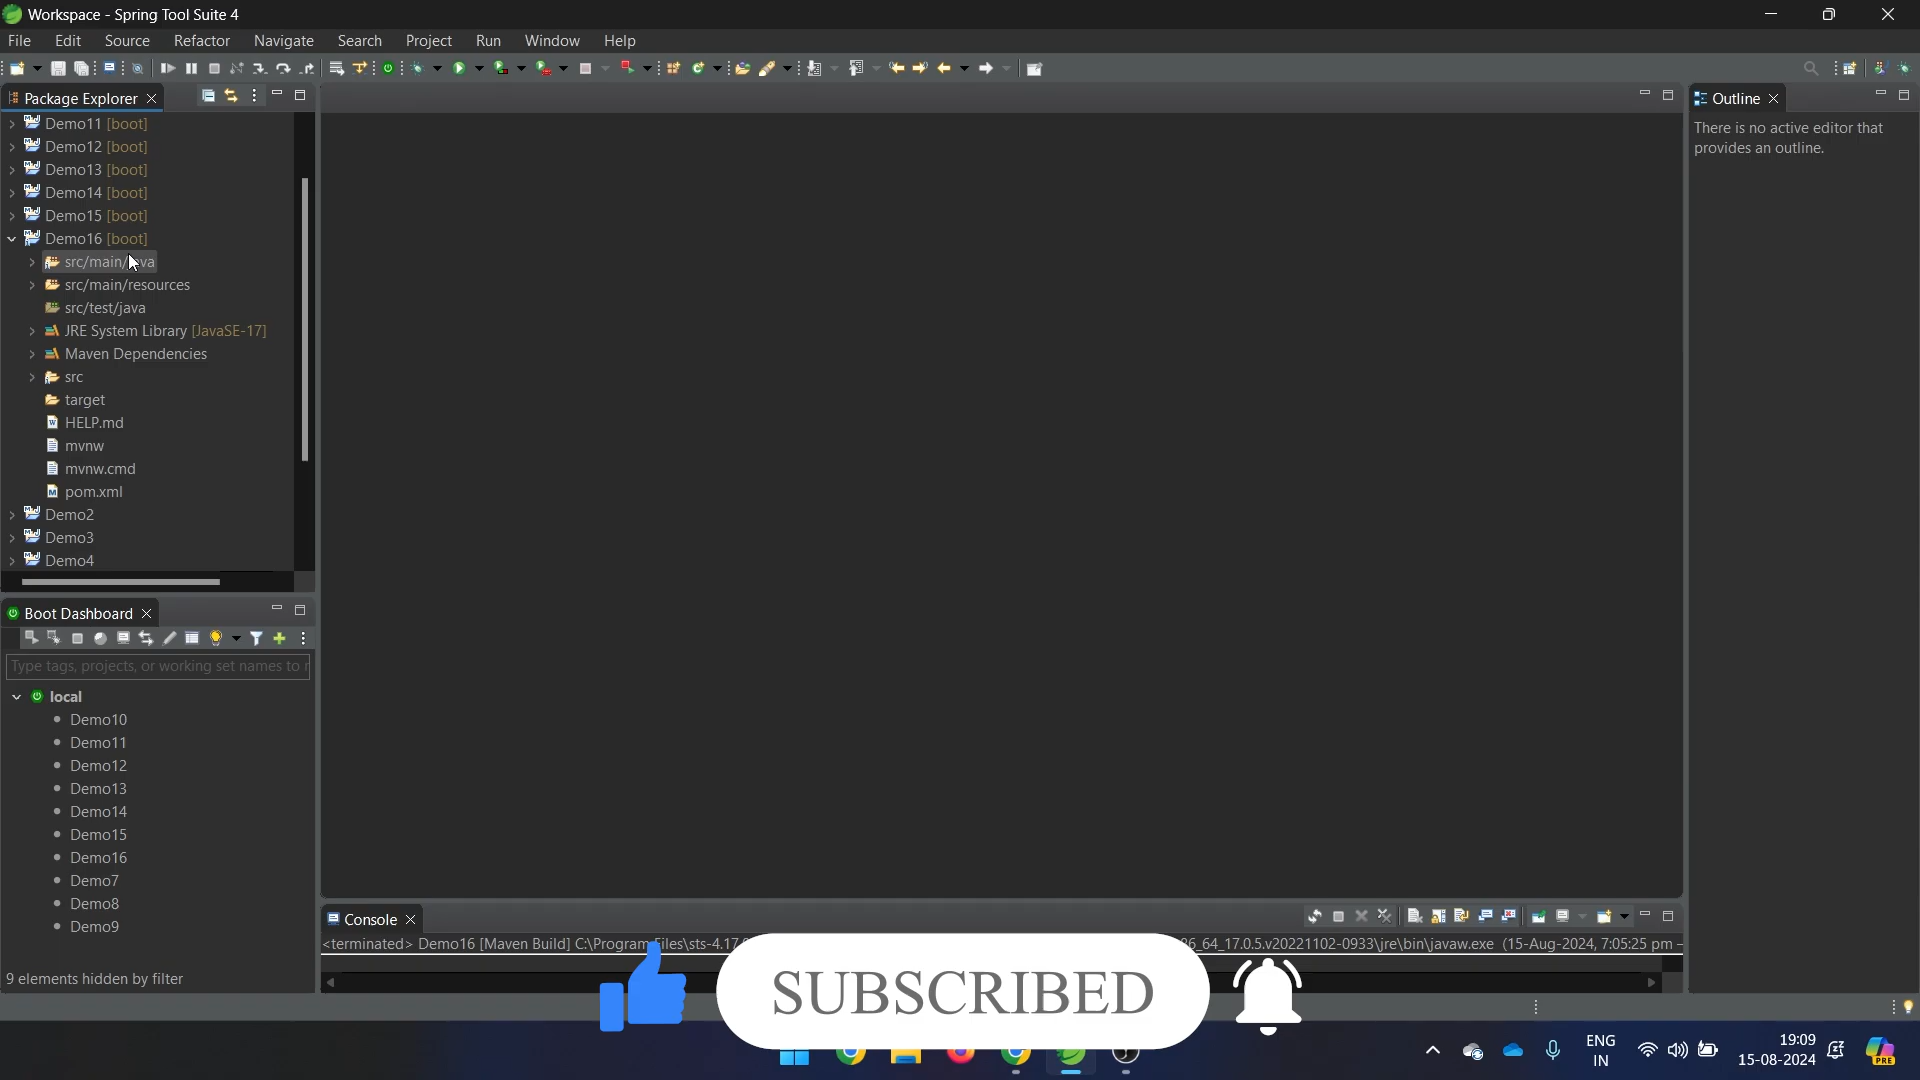 Workspace - Spring Tool Suite 4
File Edit Source Refactor Navigate Search Project Run Window Help
Package Explorer
Demo11 [boot]
Demo12 [boot]
Demo13 [boot]
Demo14 [boot]
Demo15 [boot]
Demo16 [boot]
src/main/java
src/main/resources
src/test/java
JRE System Library [JavaSE-17]
Maven Dependencies
src
target
HELP.md
mvnw
mvnw.cmd
pom.xml
Demo2
Demo3
Demo4
Outline
There is no active editor that
provides an outline.
Boot Dashboard
Type tags, projects, or working set names to
local
Demo10
Demo11
Demo12
Demo13
Demo14
Demo15
Demo16
Demo7
Demo8
Demo9
9 elements hidden by filter
Console
<terminated> Demo16 [Maven Build] C:\Program Files\sts-4.17 86_64_17.0.5.v20221102-0933\jre\bin\javaw.exe (15-Aug-2024, 7:05:25 pm –
SUBSCRIBED
ENG
IN
19:09
15-08-2024
PRE